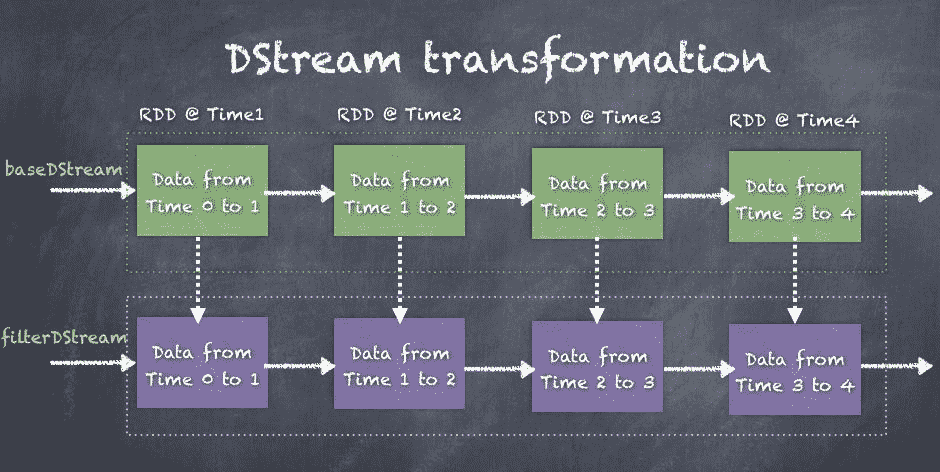 DStream transformation
RDD @ Time1
RDD @ Time2
RDD @ Time3
RDD @ Time4
baseDStream
Data from
Time 0 to 1
Data from
Time 1 to 2
Data from
Time 2 to 3
Data from
Time 3 to 4
filterDStream
Data from
Time 0 to 1
Data from
Time 1 to 2
Data from
Time 2 to 3
Data from
Time 3 to 4